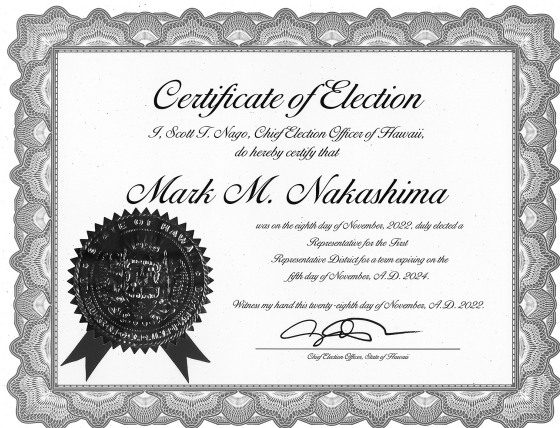 Certificate of Election
I, Scott T. Nago, Chief Election Officer of Hawaii,
do hereby certify that
Mark M. Nakashima
was on the eighth day of November, 2022, duly elected a
Representative for the First
Representative District for a term expiring on the
fifth day of November, A.D. 2024.
Witness my hand this twenty-eighth day of November, A.D. 2022.
Chief Election Officer, State of Hawaii